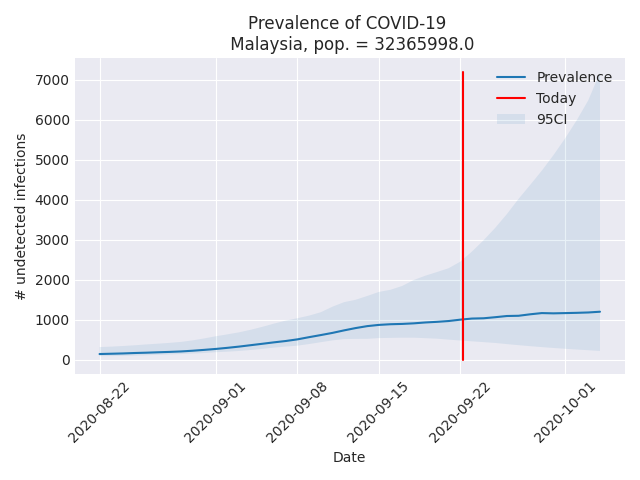 Prevalence of COVID-19
Malaysia, pop. = 32365998.0
Prevalence
Today
95CI
# undetected infections
7000
6000
5000
4000
3000
2000
1000
0
2020-08-22
2020-09-01
2020-09-08
2020-09-15
2020-09-22
2020-10-01
Date